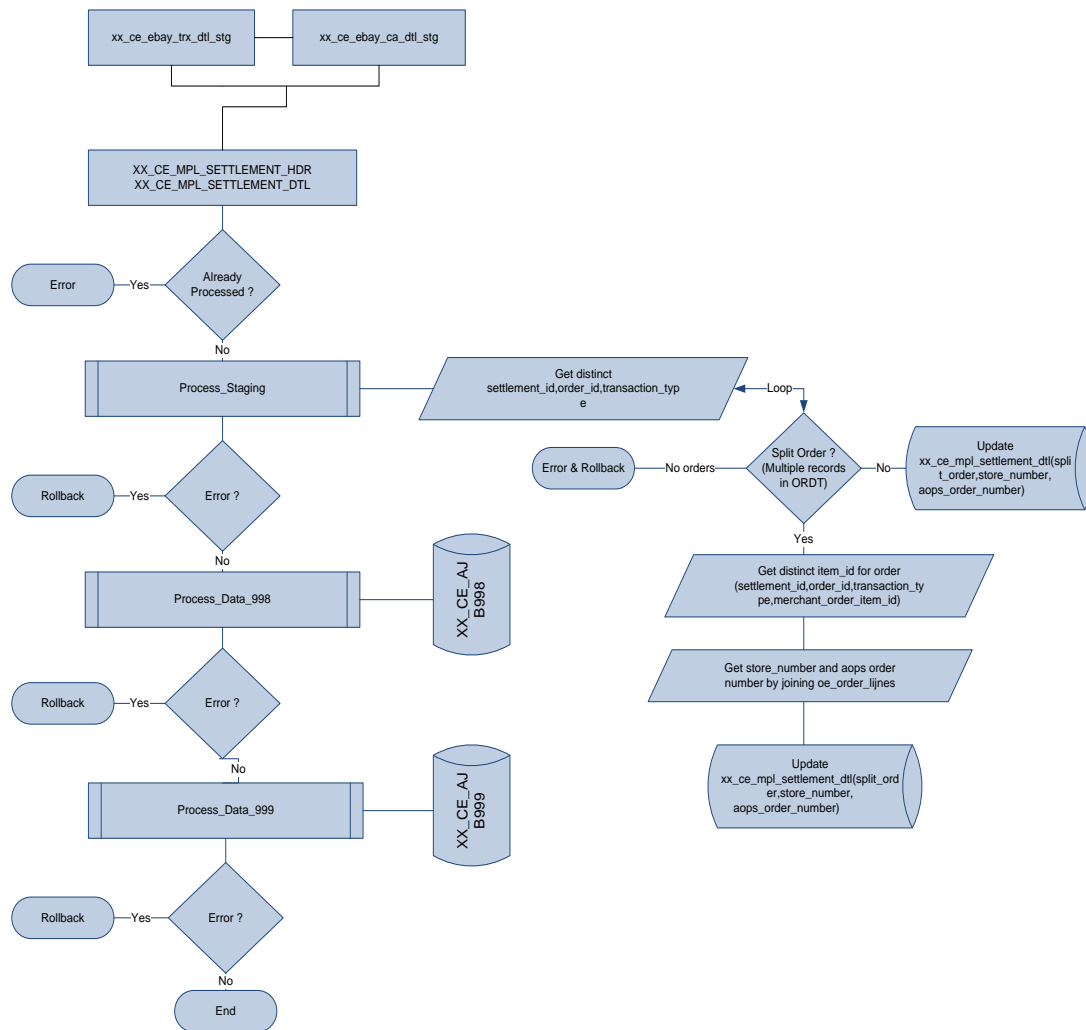 xx_ce_ebay_trx_dtl_stg
xx_ce_ebay_ca_dtl_stg
XX_CE_MPL_SETTLEMENT_HDR
XX_CE_MPL_SETTLEMENT_DTL
Already
Processed ?
Yes
Error
No
Process_Staging
Get distinct
settlement_id,order_id,transaction_typ
e
Loop
Split Order ?
(Multiple records
in ORDT)
No orders
Error & Rollback
No
Update
xx_ce_mpl_settlement_dtl(spli
t_order,store_number,
aops_order_number)
Yes
Get distinct item_id for order
(settlement_id,order_id,transaction_ty
pe,merchant_order_item_id)
Get store_number and aops order
number by joining oe_order_lijnes
Update
xx_ce_mpl_settlement_dtl(split_ord
er,store_number,
aops_order_number)
Error ?
Yes
Rollback
No
Process_Data_998
XX_CE_AJ
B998
Error ?
Yes
Rollback
No
Process_Data_999
XX_CE_AJ
B999
Error ?
Yes
Rollback
No
End